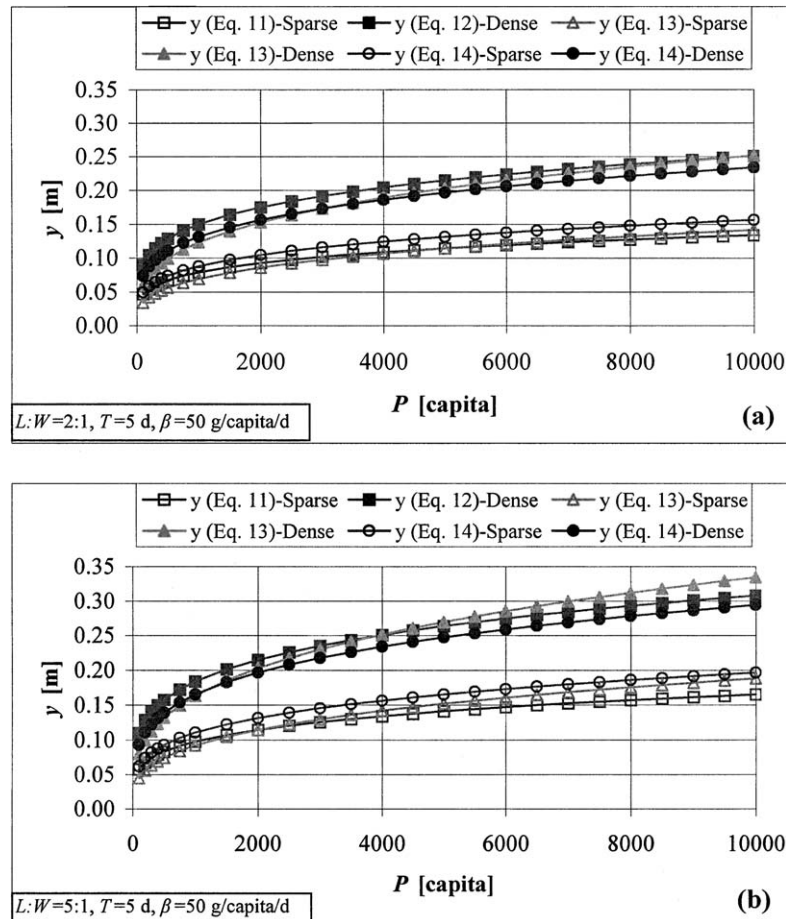 y (Eq. 11)-Sparse y (Eq. 12)-Dense y (Eq. 13)-Sparse
y (Eq. 13)-Dense y (Eq. 14)-Sparse y (Eq. 14)-Dense
0.35
0.30
0.25
0.20
0.15
0.10
0.05
0.00
y [m]
0 2000 4000 6000 8000 10000
P [capita]
L:W=2:1, T=5 d, β=50 g/capita/d
(a)
y (Eq. 11)-Sparse y (Eq. 12)-Dense y (Eq. 13)-Sparse
y (Eq. 13)-Dense y (Eq. 14)-Sparse y (Eq. 14)-Dense
0.35
0.30
0.25
0.20
0.15
0.10
0.05
0.00
y [m]
0 2000 4000 6000 8000 10000
P [capita]
L:W=5:1, T=5 d, β=50 g/capita/d
(b)